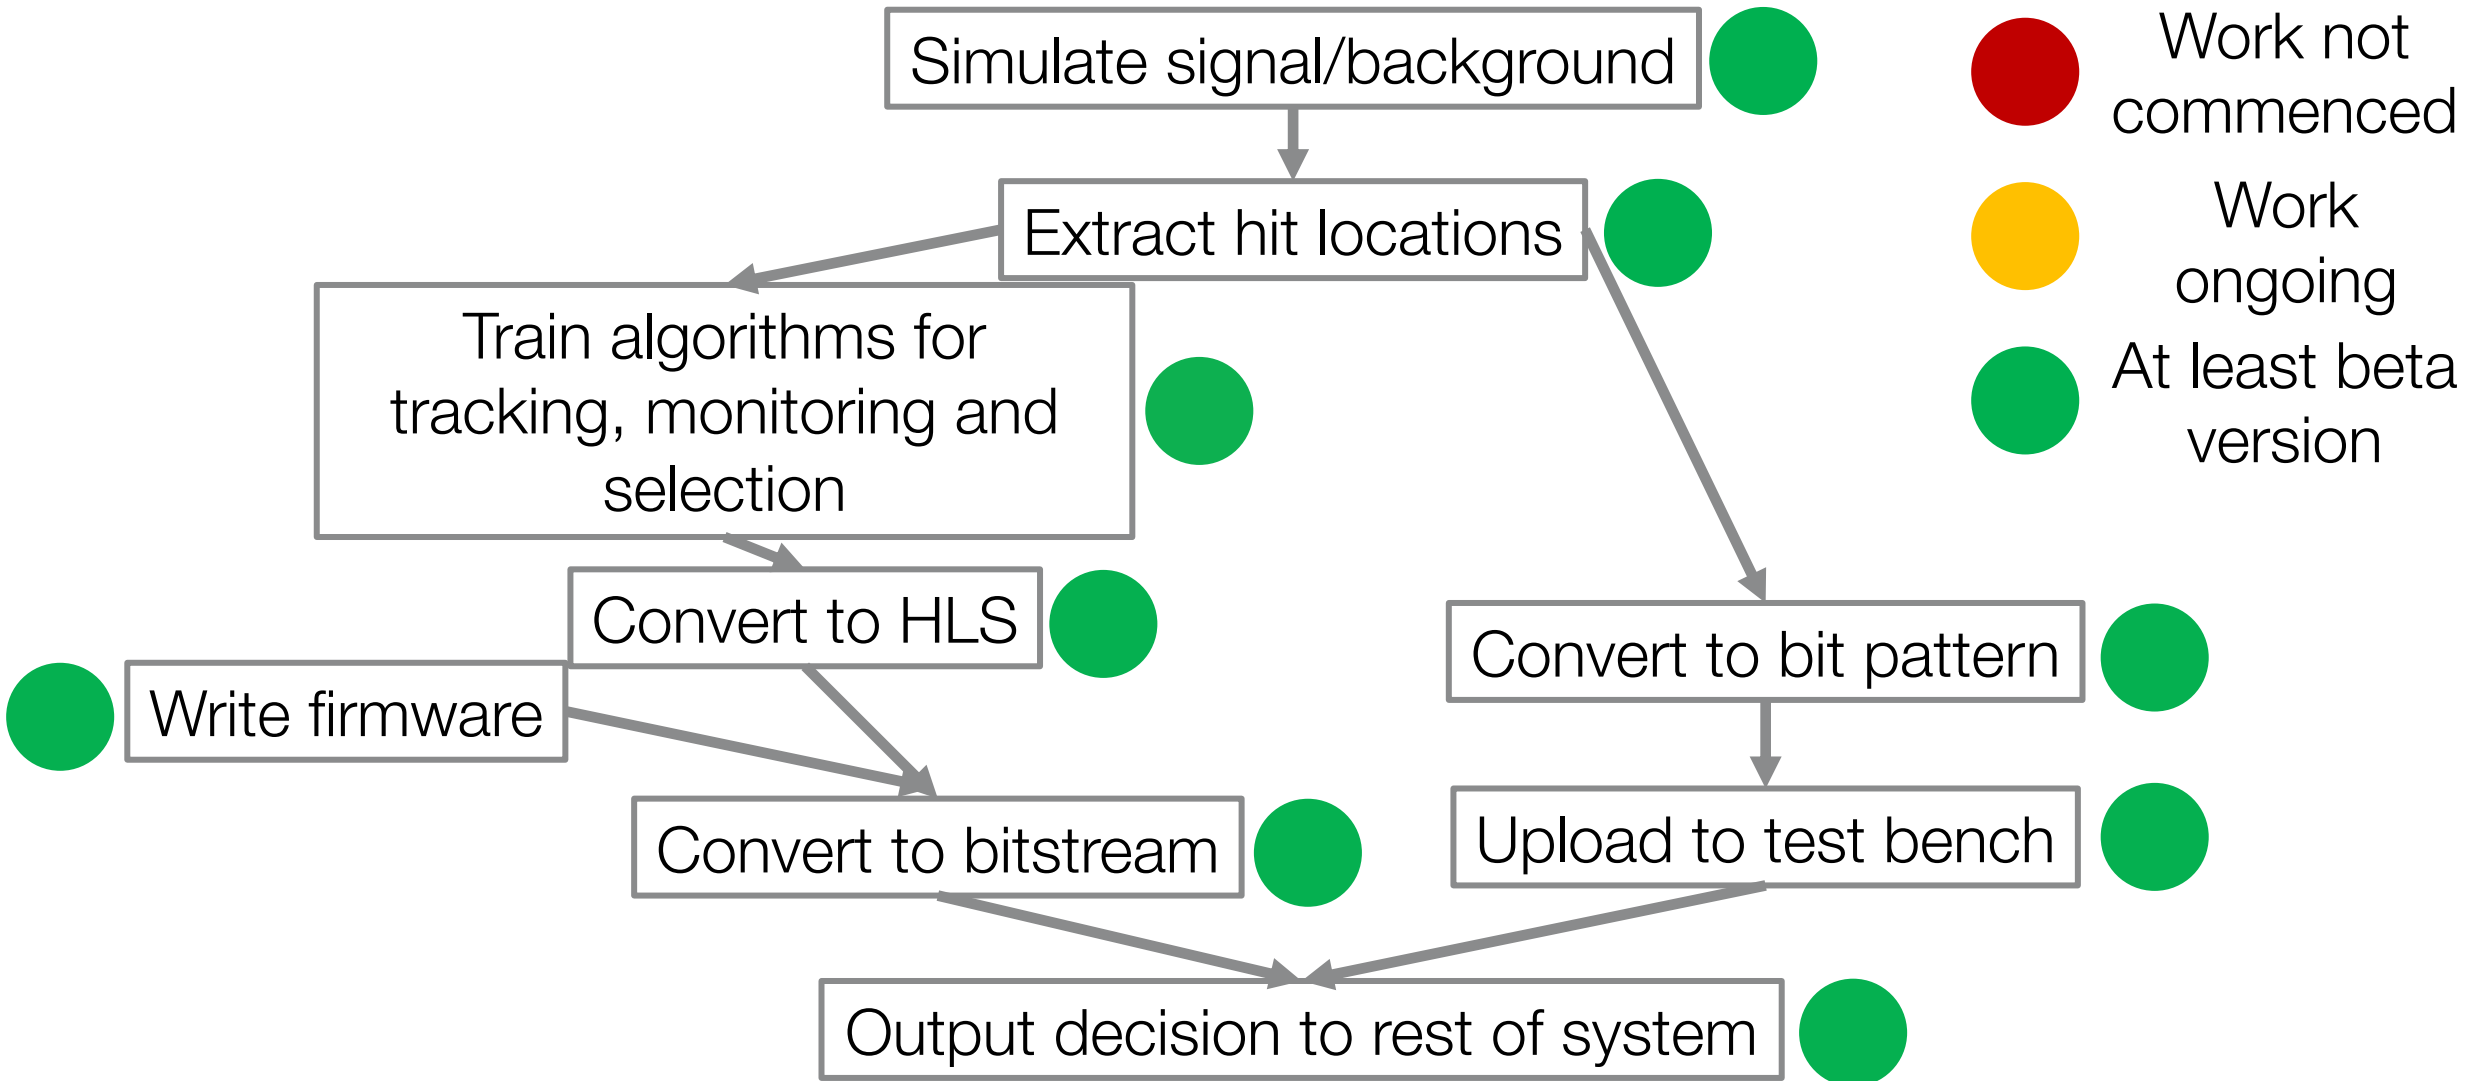 Simulate signal/background
Extract hit locations
Train algorithms for
tracking, monitoring and
selection
Convert to HLS
Write firmware
Convert to bitstream
Convert to bit pattern
Upload to test bench
Output decision to rest of system
Work not
commenced
Work
ongoing
At least beta
version